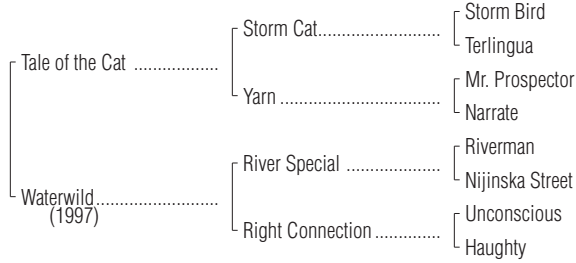 Storm Bird
Storm Cat..............................
Terlingua
Tale of the Cat ..................
Mr. Prospector
Yarn ........................................
Narrate
Riverman
River Special .......................
Nijinska Street
Waterwild..............................
(1997)
Unconscious
Right Connection ................
Haughty